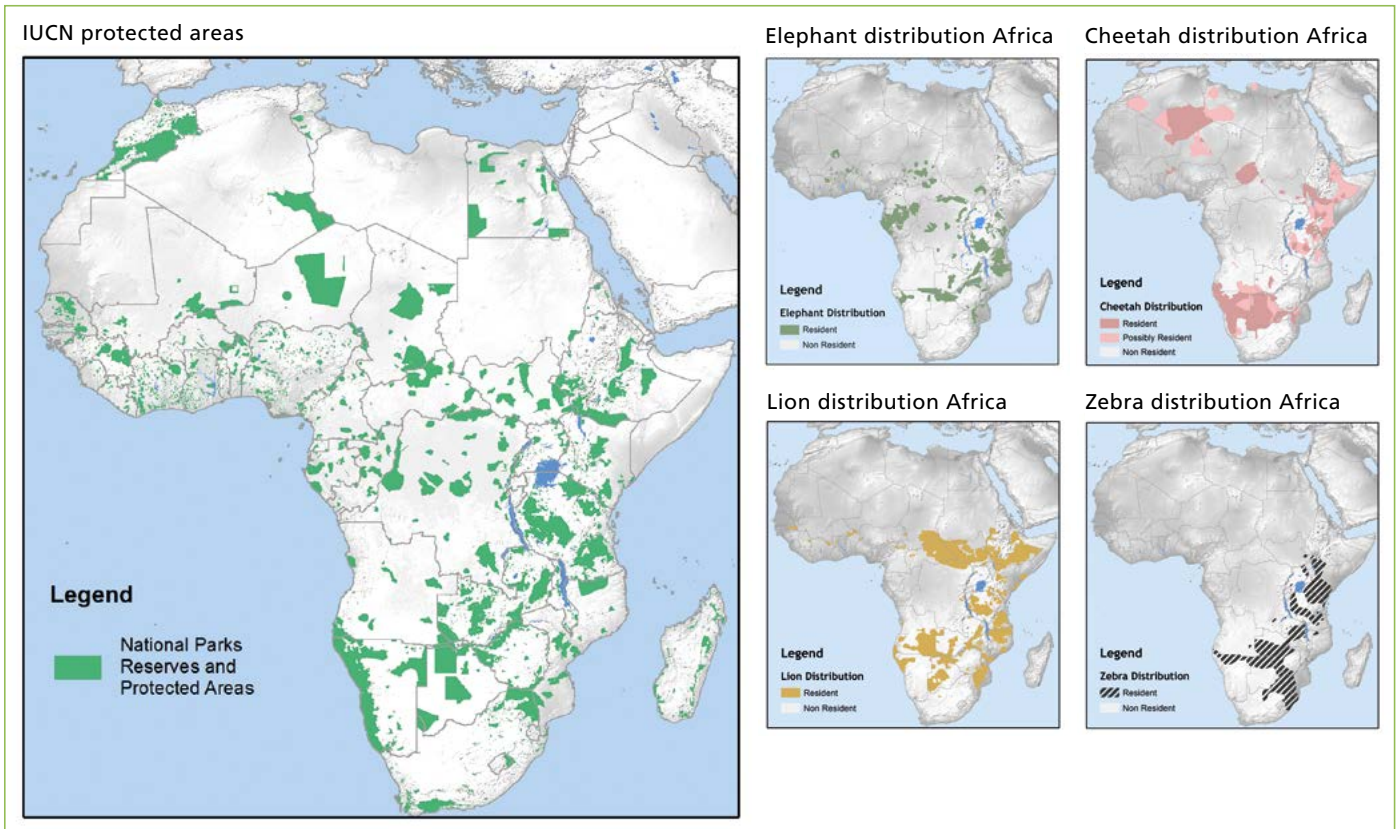 IUCN protected areas
Legend
National Parks
Reserves and
Protected Areas
Elephant distribution Africa
Legend
Elephant Distribution
Resident
Non Resident
Cheetah distribution Africa
Legend
Cheetah Distribution
Resident
Possibly Resident
Non Resident
Lion distribution Africa
Legend
Lion Distribution
Resident
Non Resident
Zebra distribution Africa
Legend
Zebra Distribution
Resident
Non Resident